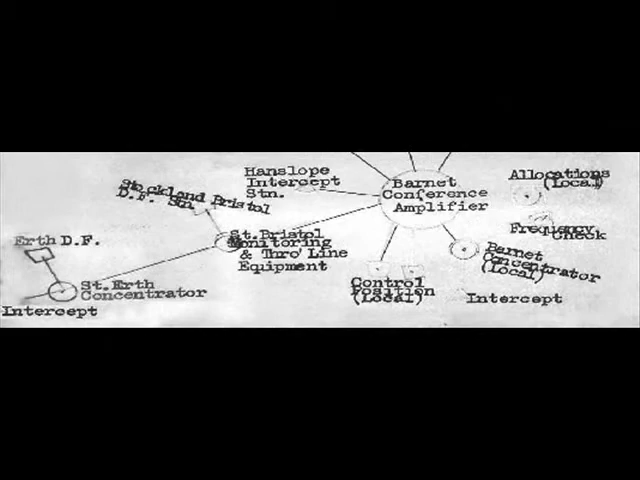 Hanslope
Intercept
Stn.
Stockland Bristol
D.F. Stn
Barnet
Conference
Amplifier
Allocations
(Local)
Frequency
Check
St. Bristol
Monitoring
& Thro' Line
Equipment
Erth D.F.
St. Erth
Concentrator
Intercept
Control
Position
(Local)
Barnet
Concentrator
(Local)
Intercept